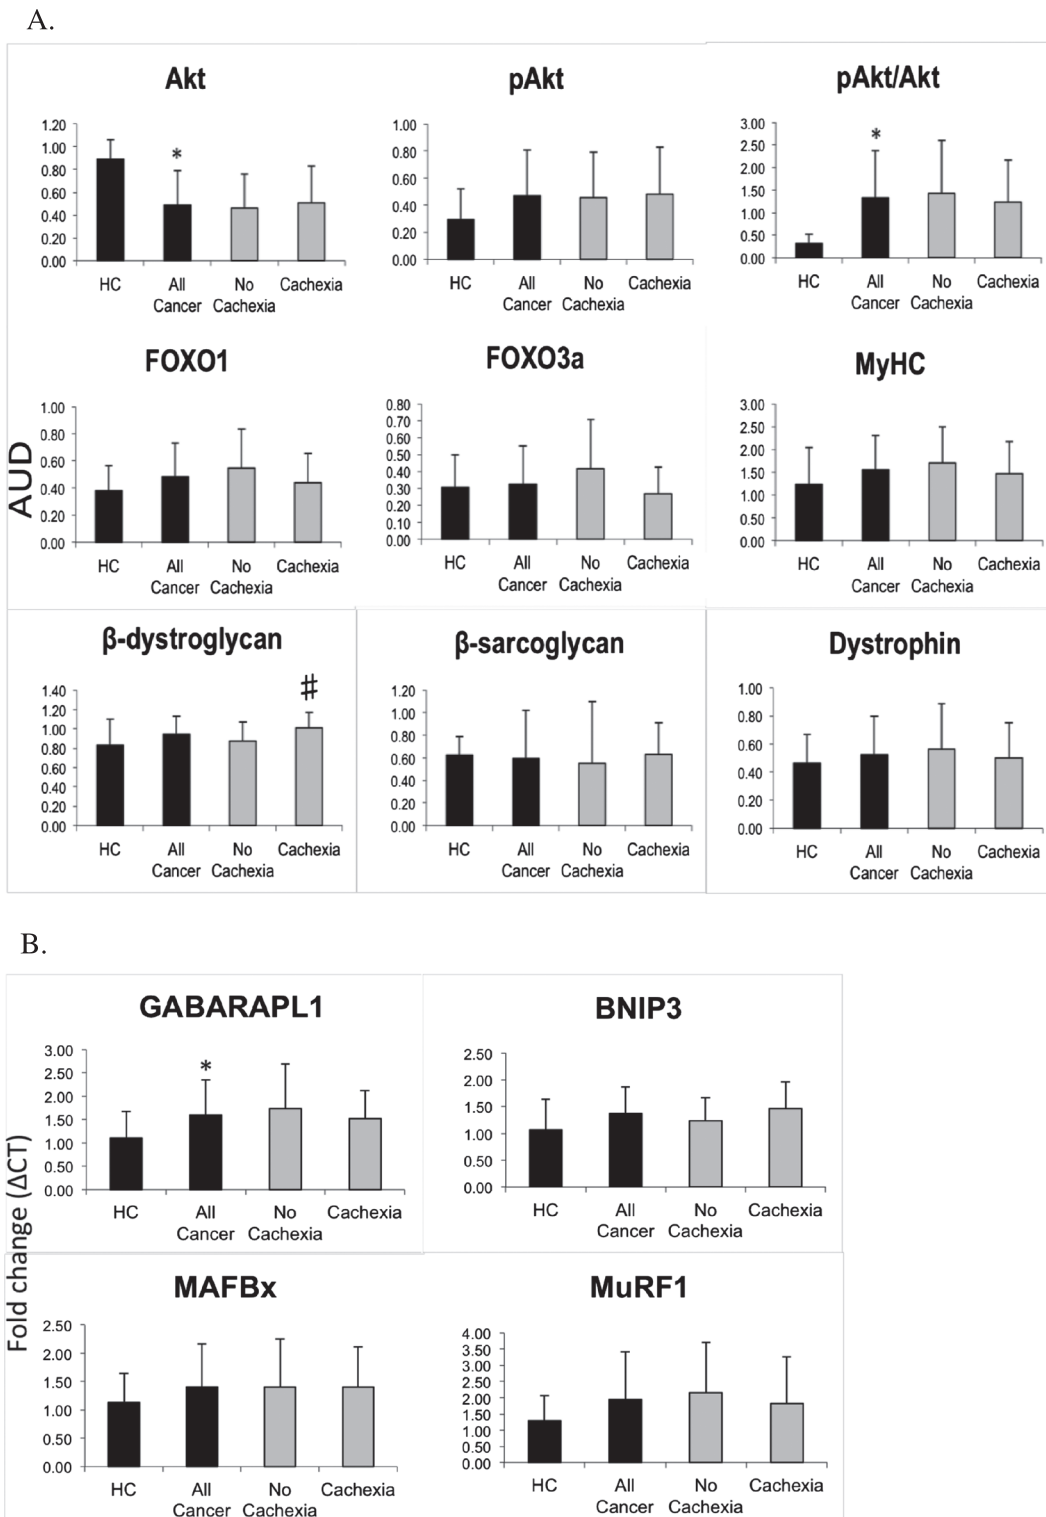 A.
Akt
1.20
1.00
0.80
0.60
0.40
0.20
0.00
*
HC
All Cancer
No Cachexia
Cachexia
pAkt
1.00
0.80
0.60
0.40
0.20
0.00
HC
All Cancer
No Cachexia
Cachexia
pAkt/Akt
3.00
2.50
2.00
1.50
1.00
0.50
0.00
*
HC
All Cancer
No Cachexia
Cachexia
AUD
FOXO1
1.00
0.80
0.60
0.40
0.20
0.00
HC
All Cancer
No Cachexia
Cachexia
FOXO3a
0.80
0.70
0.60
0.50
0.40
0.30
0.20
0.10
0.00
HC
All Cancer
No Cachexia
Cachexia
MyHC
3.00
2.50
2.00
1.50
1.00
0.50
0.00
HC
All Cancer
No Cachexia
Cachexia
β-dystroglycan
1.40
1.20
1.00
0.80
0.60
0.40
0.20
0.00
#
HC
All Cancer
No Cachexia
Cachexia
β-sarcoglycan
1.20
1.00
0.80
0.60
0.40
0.20
0.00
HC
All Cancer
No Cachexia
Cachexia
Dystrophin
1.00
0.80
0.60
0.40
0.20
0.00
HC
All Cancer
No Cachexia
Cachexia
B.
Fold change (ΔCT)
GABARAPL1
3.00
2.50
2.00
1.50
1.00
0.50
0.00
*
HC
All Cancer
No Cachexia
Cachexia
BNIP3
2.50
2.00
1.50
1.00
0.50
0.00
HC
All Cancer
No Cachexia
Cachexia
MAFBx
2.50
2.00
1.50
1.00
0.50
0.00
HC
All Cancer
No Cachexia
Cachexia
MuRF1
4.00
3.50
3.00
2.50
2.00
1.50
1.00
0.50
0.00
HC
All Cancer
No Cachexia
Cachexia